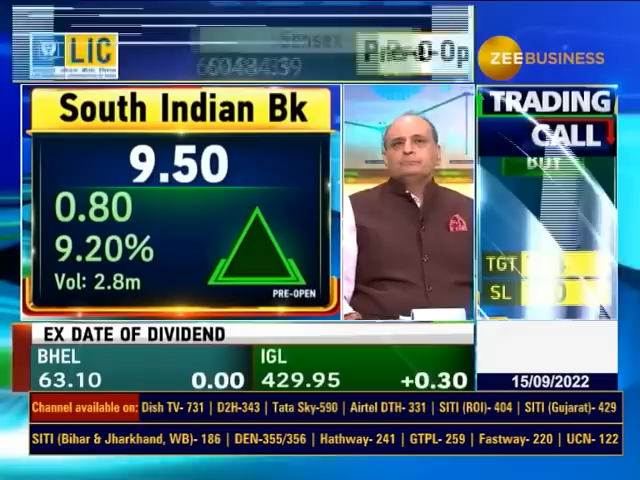 LIC
Sensex
ZEE BUSINESS
South Indian Bk
9.50
0.80
9.20%
Vol: 2.8m
PRE-OPEN
TRADING
CALL
BUY
TGT
SL
EX DATE OF DIVIDEND
BHEL
63.10 0.00
IGL
429.95 +0.30
15/09/2022
Channel available on: Dish TV- 731 | D2H-343 | Tata Sky-590 | Airtel DTH- 331 | SITI (ROI)- 404 | SITI (Gujarat)- 429
SITI (Bihar & Jharkhand, WB)- 186 | DEN-355/356 | Hathway- 241 | GTPL- 259 | Fastway- 220 | UCN- 122